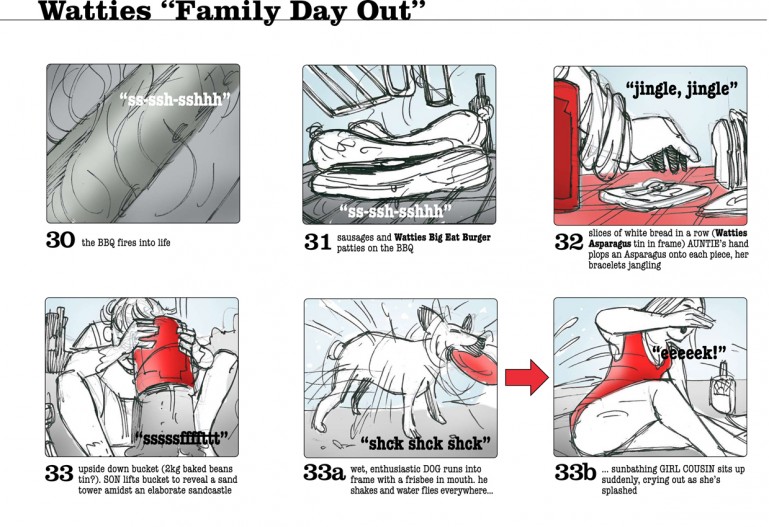 Watties “Family Day Out”
“ss-ssh-sshhh”
30 the BBQ fires into life
“ss-ssh-sshhh”
31 sausages and Watties Big Eat Burger
patties on the BBQ
“jingle, jingle”
32 slices of white bread in a row (Watties
Asparagus tin in frame) AUNTIE’s hand
plops an Asparagus onto each piece, her
bracelets jangling
“sssssfffffttt”
33 upside down bucket (2kg baked beans
tin?). SON lifts bucket to reveal a sand
tower amidst an elaborate sandcastle
“shck shck shck”
33a wet, enthusiastic DOG runs into
frame with a frisbee in mouth. he
shakes and water flies everywhere...
“eeeeek!”
33b ... sunbathing GIRL COUSIN sits up
suddenly, crying out as she’s
splashed